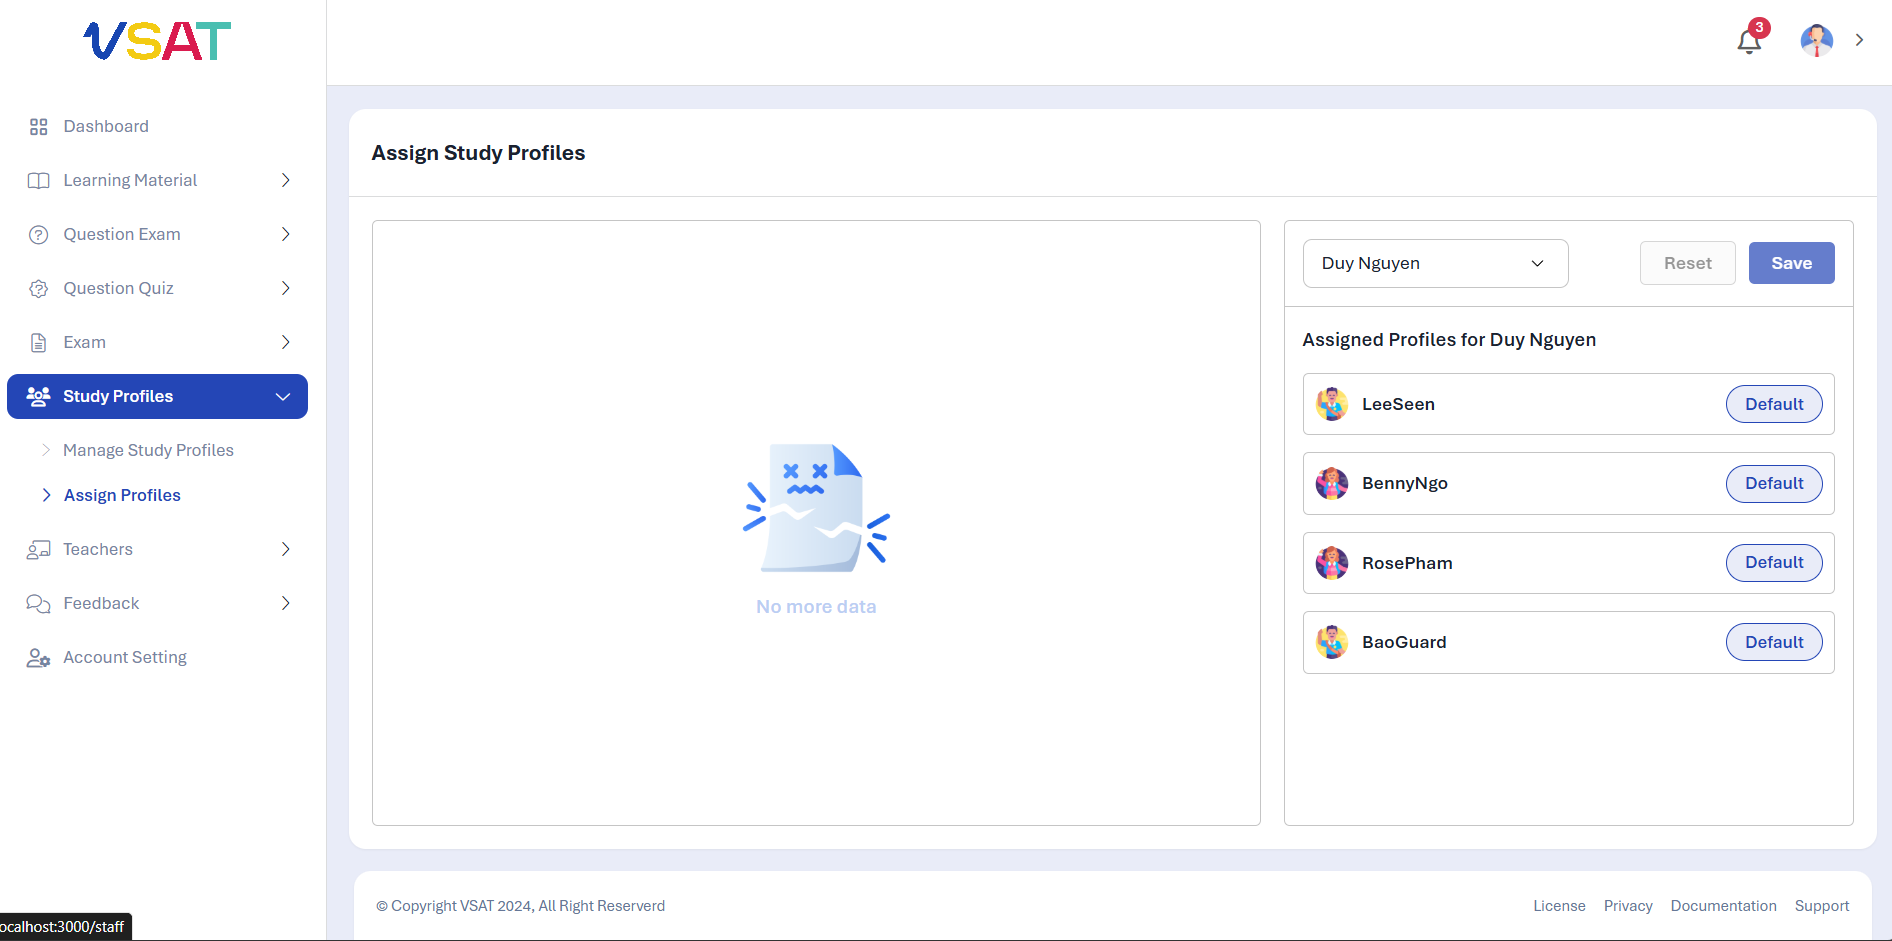 VSAT
3
Dashboard
Learning Material
Question Exam
Question Quiz
Exam
Study Profiles
Manage Study Profiles
Assign Profiles
Teachers
Feedback
Account Setting
Assign Study Profiles
No more data
Duy Nguyen
Reset
Save
Assigned Profiles for Duy Nguyen
LeeSeen
Default
BennyNgo
Default
RosePham
Default
BaoGuard
Default
© Copyright VSAT 2024, All Right Reserverd
License Privacy Documentation Support
ocalhost:3000/staff